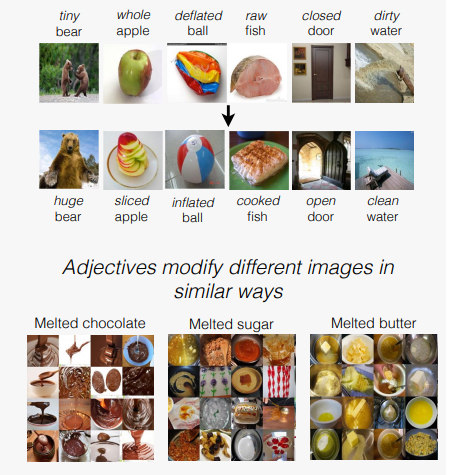 tiny whole deflated raw closed dirty
bear apple ball fish door water
huge sliced inflated cooked open clean
bear apple ball fish door water
Adjectives modify different images in
similar ways
Melted chocolate Melted sugar Melted butter